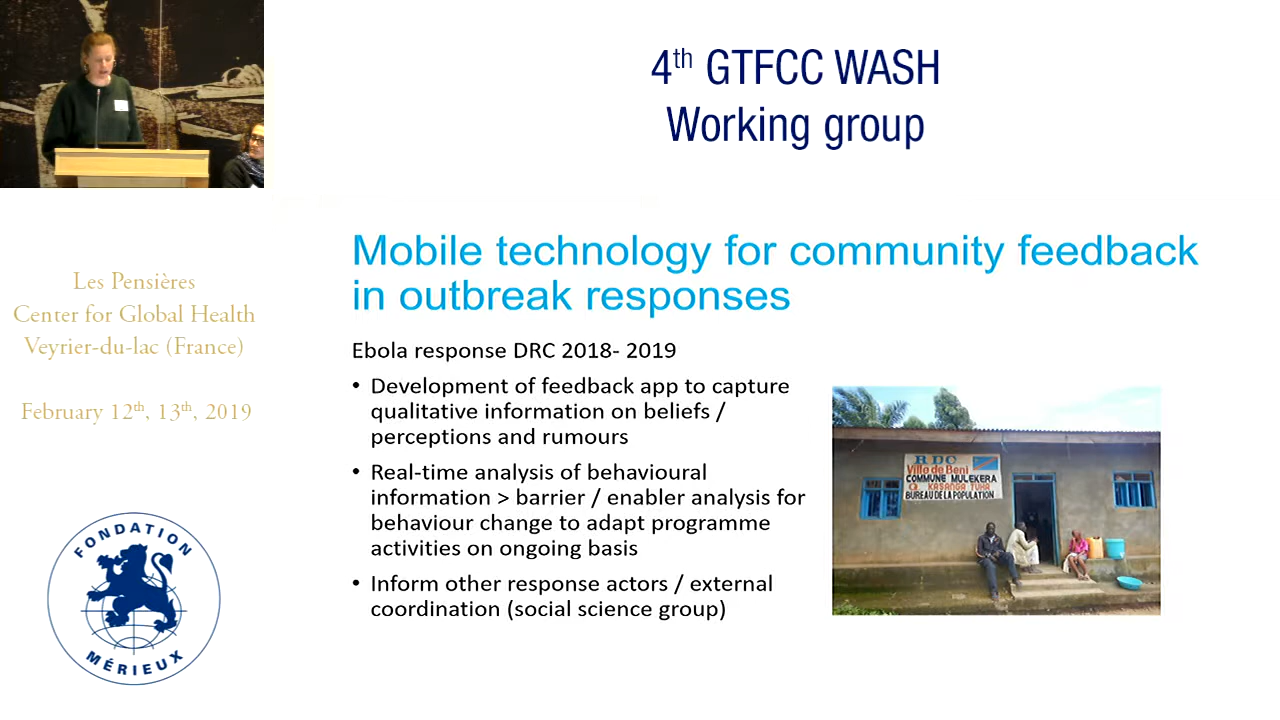 4th GTFCC WASH
Working group
Les Pensières
Center for Global Health
Veyrier-du-lac (France)
February 12th, 13th, 2019
FONDATION
MÉRIEUX
Mobile technology for community feedback
in outbreak responses
Ebola response DRC 2018- 2019
• Development of feedback app to capture
qualitative information on beliefs /
perceptions and rumours
• Real-time analysis of behavioural
information > barrier / enabler analysis for
behaviour change to adapt programme
activities on ongoing basis
• Inform other response actors / external
coordination (social science group)
RDC
Ville de Beni
COMMUNE MULEKERA
Q. KASANGA TUHA
BUREAU DE LA POPULATION